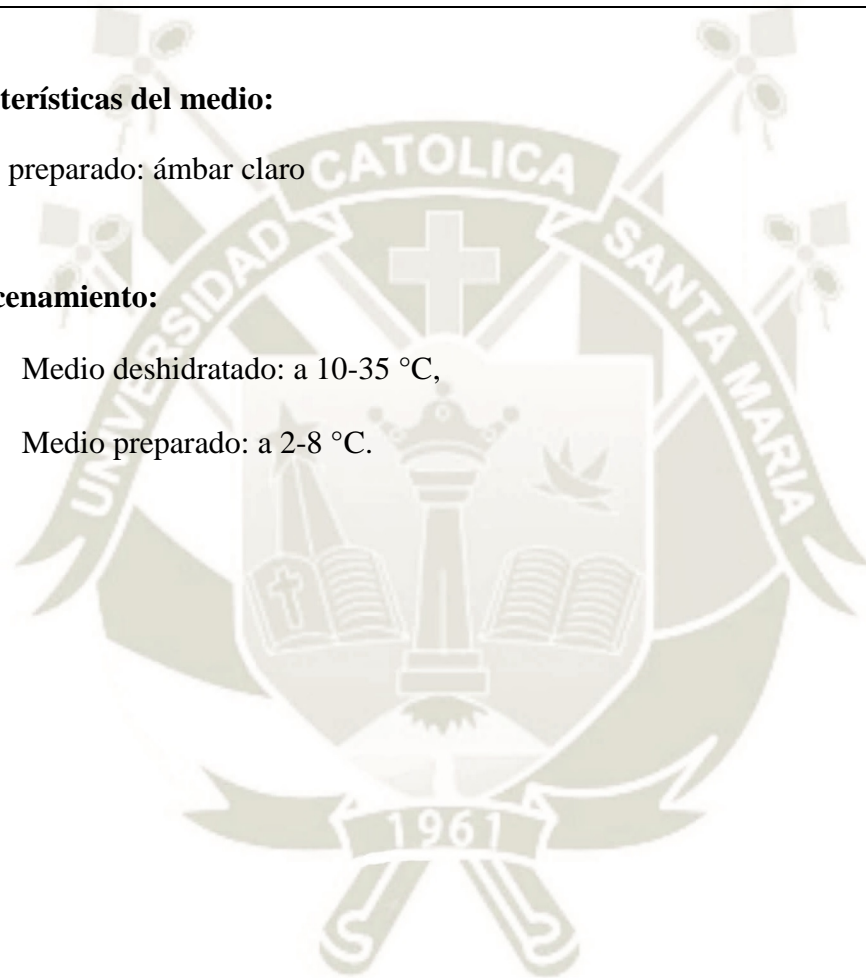 terísticas del medio:
preparado: ámbar claro
cenamiento:
Medio deshidratado: a 10-35 °C,
Medio preparado: a 2-8 °C.
UNIVERSIDAD CATOLICA SANTA MARIA
1961